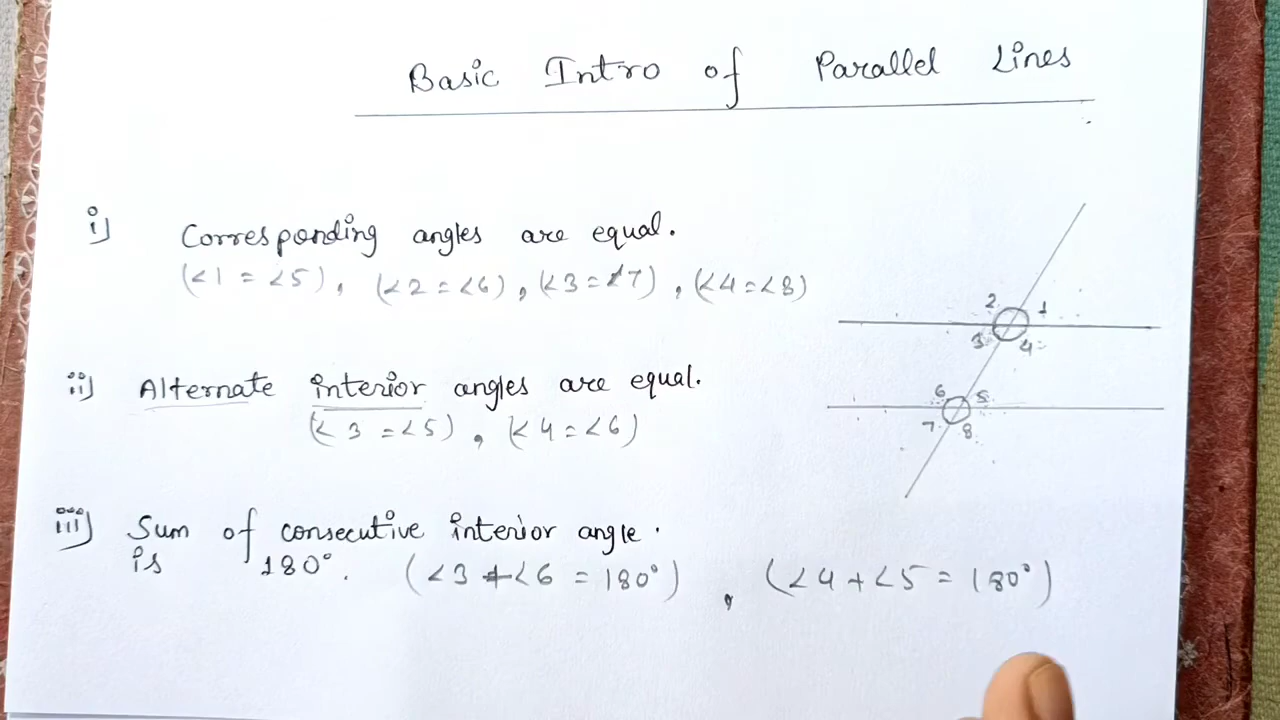 Basic Intro of Parallel Lines
i) Corresponding angles are equal.
(<1 = <5), (<2 = <6), (<3 = <7), (<4 = <8)
ii) Alternate interior angles are equal.
(<3 = <5), (<4 = <6)
iii) Sum of consecutive interior angle.
is 180°. (<3 + <6 = 180°), (<4 + <5 = 180°)
2 1
3 4
6 5
7 8